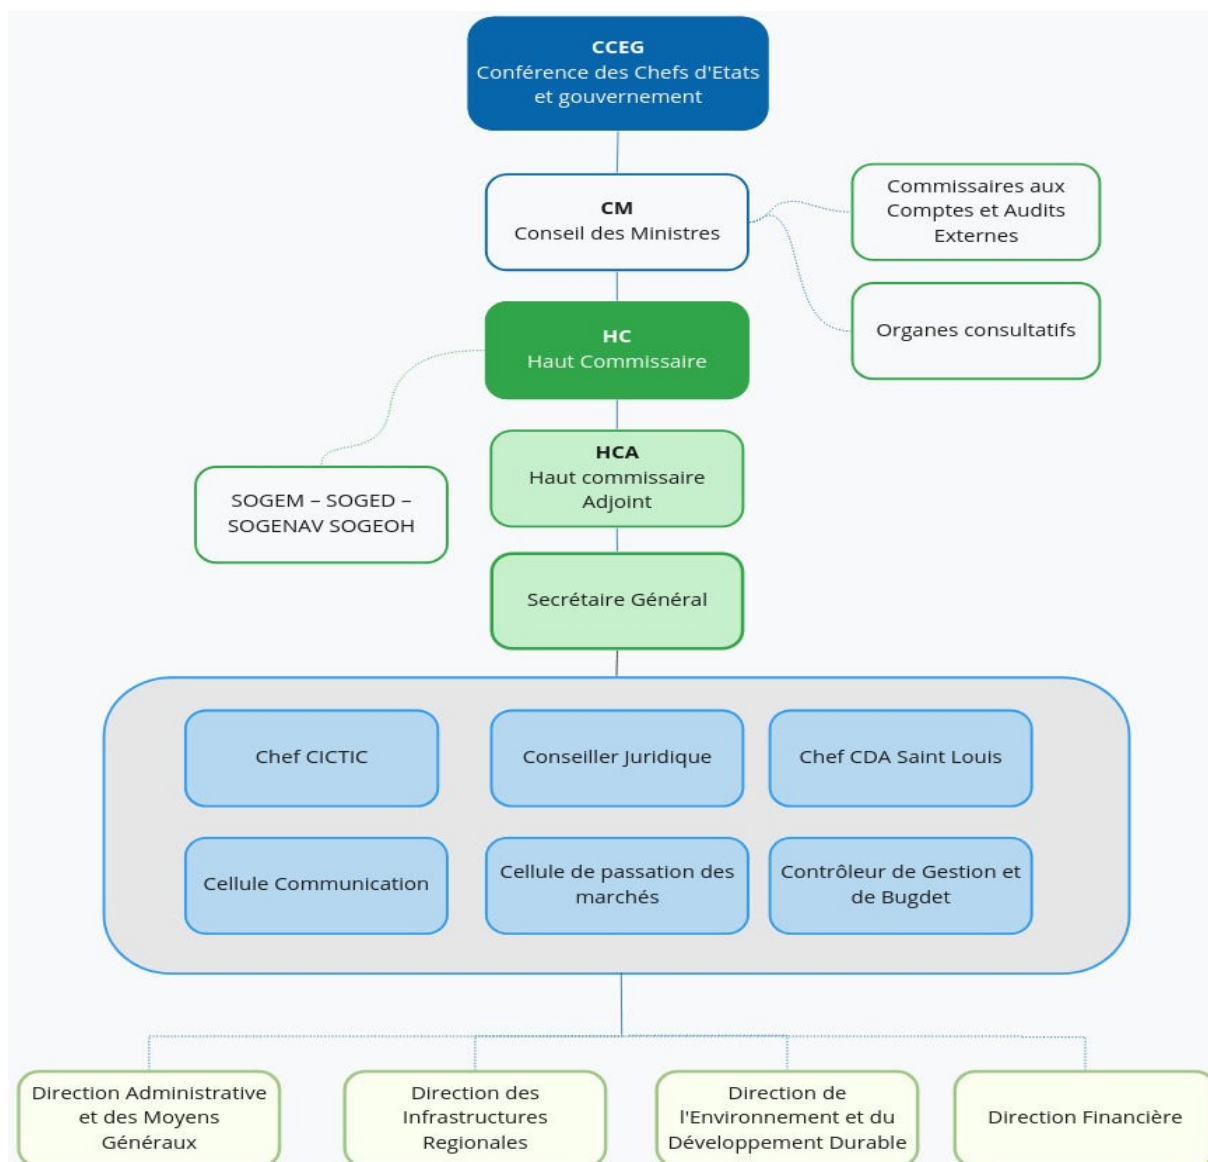 CCEG
Conférence des Chefs d'Etats
et gouvernement
CM
Conseil des Ministres
Commissaires aux
Comptes et Audits
Externes
Organes consultatifs
HC
Haut Commissaire
HCA
Haut commissaire
Adjoint
SOGEM – SOGED –
SOGENAV SOGEOH
Secrétaire Général
Chef CICTIC
Conseiller Juridique
Chef CDA Saint Louis
Cellule Communication
Cellule de passation des
marchés
Contrôleur de Gestion et
de Bugdet
Direction Administrative
et des Moyens
Généraux
Direction des
Infrastructures
Regionales
Direction de
l'Environnement et du
Développement Durable
Direction Financière